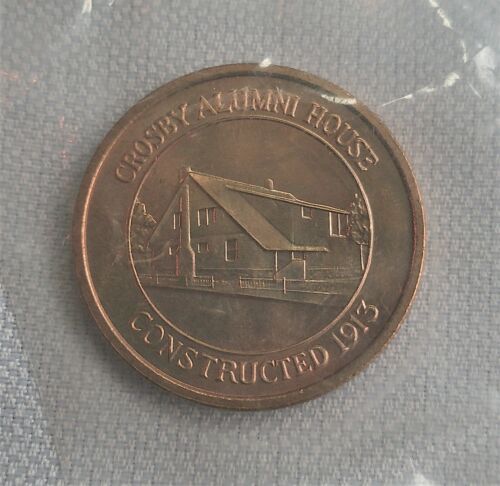 CROSBY ALUMNI HOUSE
CONSTRUCTED 1913